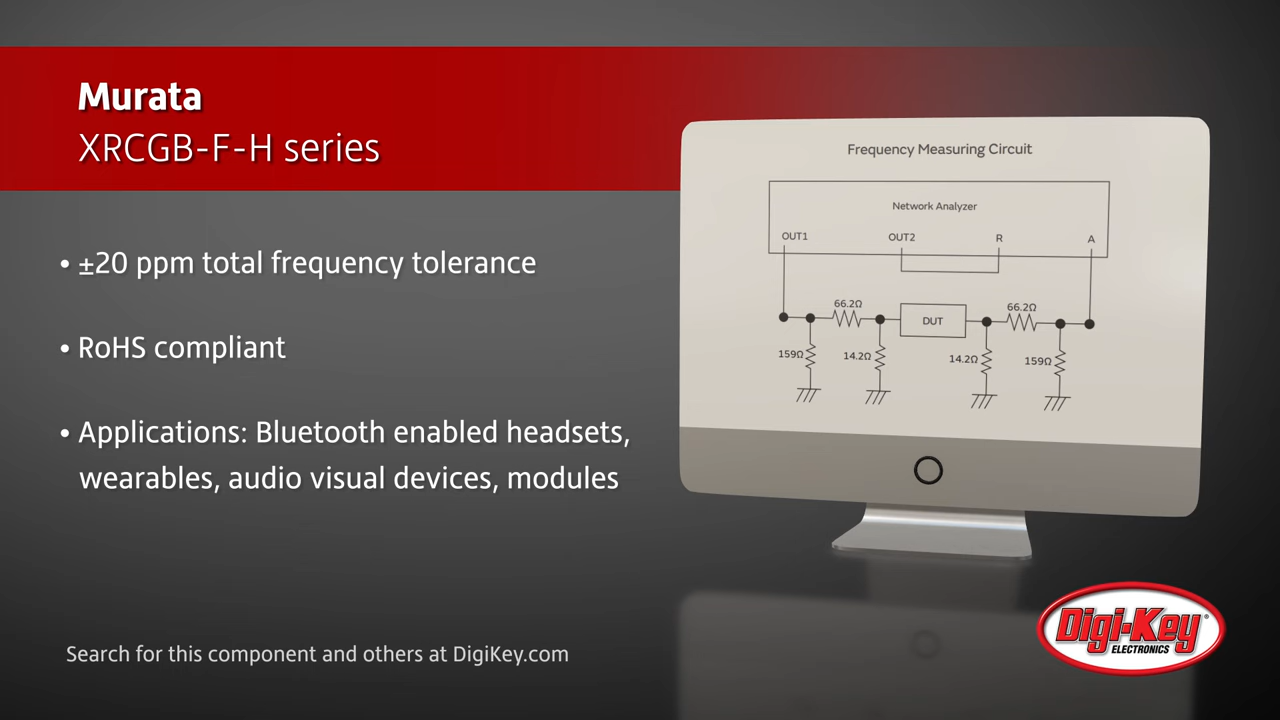 Murata
XRCGB-F-H series
• ±20 ppm total frequency tolerance
• RoHS compliant
• Applications: Bluetooth enabled headsets,
wearables, audio visual devices, modules
Search for this component and others at DigiKey.com
Frequency Measuring Circuit
Network Analyzer
OUT1 OUT2 R A
66.2Ω DUT 66.2Ω
159Ω 14.2Ω 14.2Ω 159Ω
Digi-Key®
ELECTRONICS